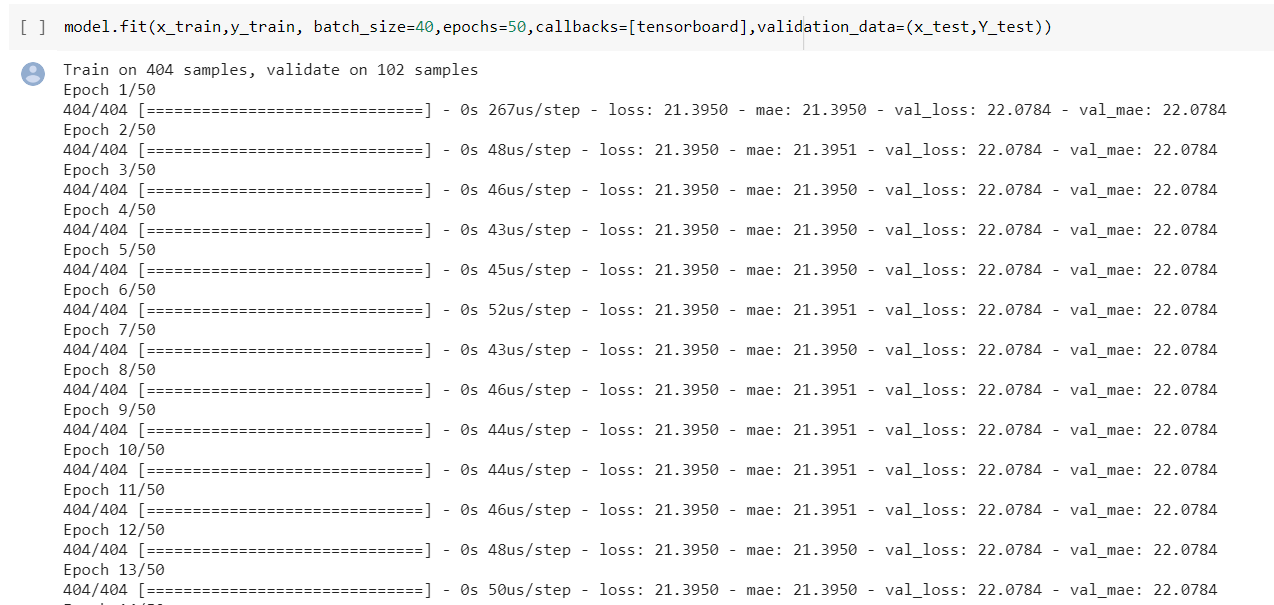 [ ] model.fit(x_train,y_train, batch_size=40,epochs=50,callbacks=[tensorboard],validation_data=(x_test,Y_test))
Train on 404 samples, validate on 102 samples
Epoch 1/50
404/404 [==============================] - 0s 267us/step - loss: 21.3950 - mae: 21.3950 - val_loss: 22.0784 - val_mae: 22.0784
Epoch 2/50
404/404 [==============================] - 0s 48us/step - loss: 21.3950 - mae: 21.3951 - val_loss: 22.0784 - val_mae: 22.0784
Epoch 3/50
404/404 [==============================] - 0s 46us/step - loss: 21.3950 - mae: 21.3950 - val_loss: 22.0784 - val_mae: 22.0784
Epoch 4/50
404/404 [==============================] - 0s 43us/step - loss: 21.3950 - mae: 21.3950 - val_loss: 22.0784 - val_mae: 22.0784
Epoch 5/50
404/404 [==============================] - 0s 45us/step - loss: 21.3950 - mae: 21.3950 - val_loss: 22.0784 - val_mae: 22.0784
Epoch 6/50
404/404 [==============================] - 0s 52us/step - loss: 21.3950 - mae: 21.3951 - val_loss: 22.0784 - val_mae: 22.0784
Epoch 7/50
404/404 [==============================] - 0s 43us/step - loss: 21.3950 - mae: 21.3950 - val_loss: 22.0784 - val_mae: 22.0784
Epoch 8/50
404/404 [==============================] - 0s 46us/step - loss: 21.3950 - mae: 21.3951 - val_loss: 22.0784 - val_mae: 22.0784
Epoch 9/50
404/404 [==============================] - 0s 44us/step - loss: 21.3950 - mae: 21.3951 - val_loss: 22.0784 - val_mae: 22.0784
Epoch 10/50
404/404 [==============================] - 0s 44us/step - loss: 21.3950 - mae: 21.3951 - val_loss: 22.0784 - val_mae: 22.0784
Epoch 11/50
404/404 [==============================] - 0s 46us/step - loss: 21.3950 - mae: 21.3951 - val_loss: 22.0784 - val_mae: 22.0784
Epoch 12/50
404/404 [==============================] - 0s 48us/step - loss: 21.3950 - mae: 21.3950 - val_loss: 22.0784 - val_mae: 22.0784
Epoch 13/50
404/404 [==============================] - 0s 50us/step - loss: 21.3950 - mae: 21.3950 - val_loss: 22.0784 - val_mae: 22.0784